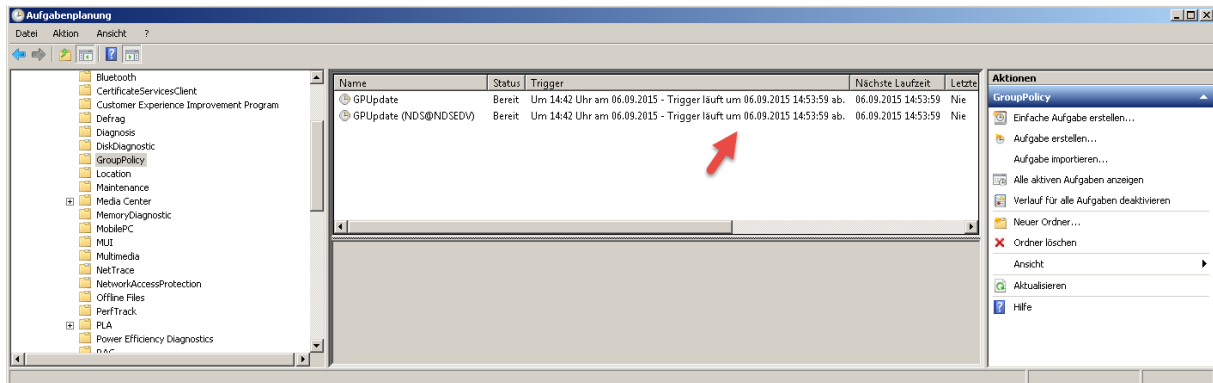 Aufgabenplanung
Datei Aktion Ansicht ?
Bluetooth
CertificateServicesClient
Customer Experience Improvement Program
Defrag
Diagnosis
DiskDiagnostic
GroupPolicy
Location
Maintenance
Media Center
MemoryDiagnostic
MobilePC
MUI
Multimedia
NetTrace
NetworkAccessProtection
Offline Files
PerfTrack
PLA
Power Efficiency Diagnostics
Name Status Trigger Nächste Laufzeit Letzte
GPUpdate Bereit Um 14:42 Uhr am 06.09.2015 - Trigger läuft um 06.09.2015 14:53:59 ab. 06.09.2015 14:53:59 Nie
GPUpdate (NDS@NDSEDV) Bereit Um 14:42 Uhr am 06.09.2015 - Trigger läuft um 06.09.2015 14:53:59 ab. 06.09.2015 14:53:59 Nie
Aktionen
GroupPolicy
Einfache Aufgabe erstellen...
Aufgabe erstellen...
Aufgabe importieren...
Alle aktiven Aufgaben anzeigen
Verlauf für alle Aufgaben deaktivieren
Neuer Ordner...
Ordner löschen
Ansicht
Aktualisieren
Hilfe